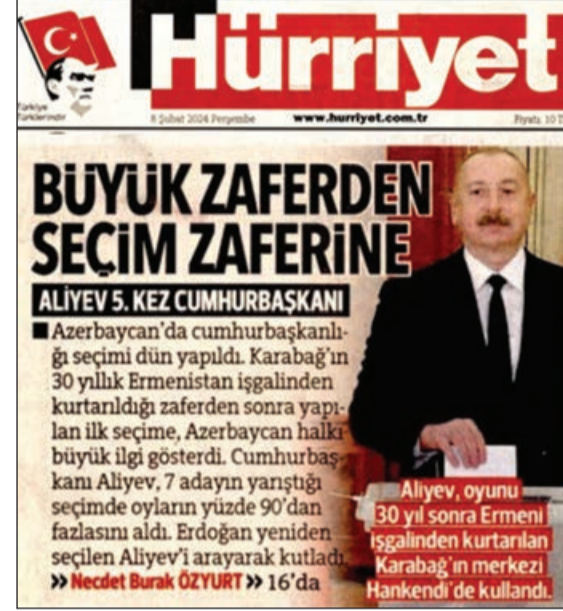 Hürriyet
Türkiye
Türklerindir
8 Şubat 2024 Perşembe
www.hurriyet.com.tr
Fiyatı: 10 T
BÜYÜK ZAFERDEN
SEÇİM ZAFERİNE
ALİYEV 5. KEZ CUMHURBAŞKANI
Azerbaycan'da cumhurbaşkanlı-
ğı seçimi dün yapıldı. Karabağ'ın
30 yıllık Ermenistan işgalinden
kurtarıldığı zaferden sonra yapı-
lan ilk seçime, Azerbaycan halkı
büyük ilgi gösterdi. Cumhurbaş-
kanı Aliyev, 7 adayın yarıştığı
seçimde oyların yüzde 90'dan
fazlasını aldı. Erdoğan yeniden
seçilen Aliyev'i arayarak kutladı.
>> Necdet Burak ÖZYURT >> 16'da
Aliyev, oyunu
30 yıl sonra Ermeni
işgalinden kurtarılan
Karabağ'ın merkezi
Hankendi'de kullandı.